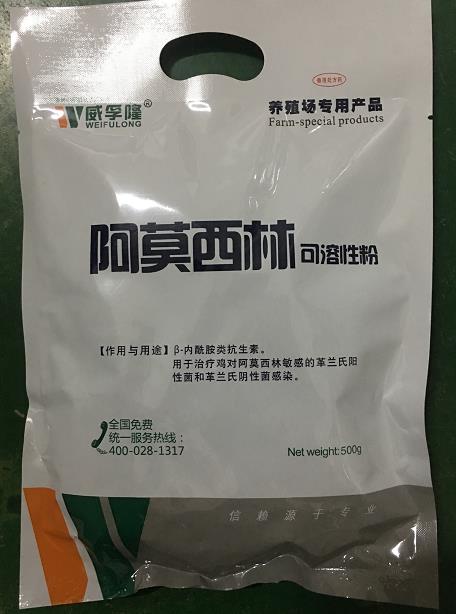 兽用处方药
威孚隆®
WEIFULONG
养殖场专用产品
Farm-special products
阿莫西林可溶性粉
【作用与用途】β-内酰胺类抗生素。
用于治疗鸡对阿莫西林敏感的革兰氏阳
性菌和革兰氏阴性菌感染。
全国免费
统一服务热线：
400-028-1317
Net weight:500g
信赖源于专业